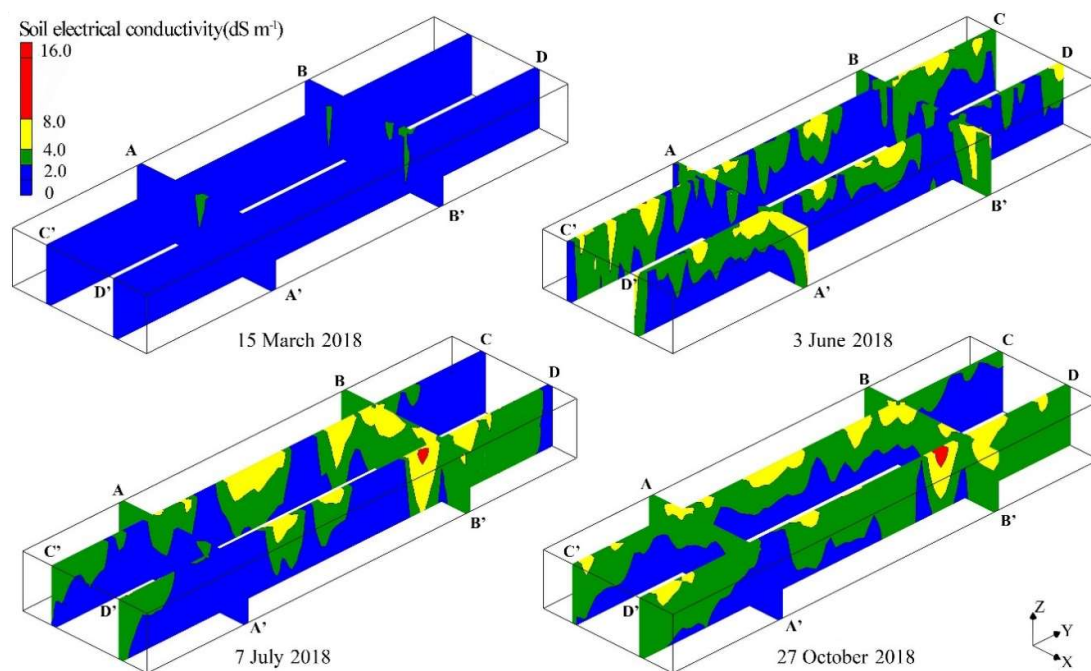 Soil electrical conductivity(dS m⁻¹)
16.0
8.0
4.0
2.0
0
A
B
C
D
C'
D'
A'
B'
15 March 2018
A
B
C
D
C'
D'
A'
B'
3 June 2018
A
B
C
D
C'
D'
A'
B'
7 July 2018
A
B
C
D
C'
D'
A'
B'
27 October 2018
Z
Y
X